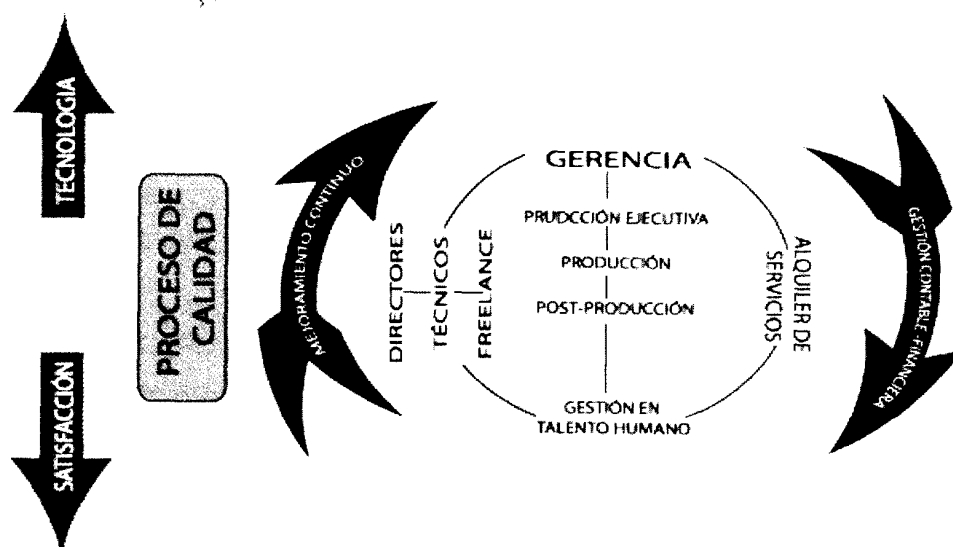 TECNOLOGIA
SATISFACCIÓN
PROCESO DE
CALIDAD
MEJORAMIENTO CONTINUO
DIRECTORES
TÉCNICOS
FREELANCE
GERENCIA
PRUDCCIÓN EJECUTIVA
PRODUCCIÓN
POST-PRODUCCIÓN
GESTIÓN EN
TALENTO HUMANO
ALQUILER DE
SERVICIOS
GESTIÓN CONTABLE-FINANCIERA